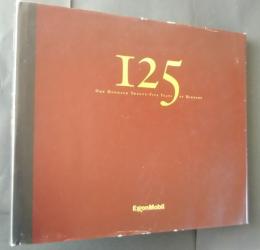 125
One Hundred Twenty-Five Years of History
ExxonMobil